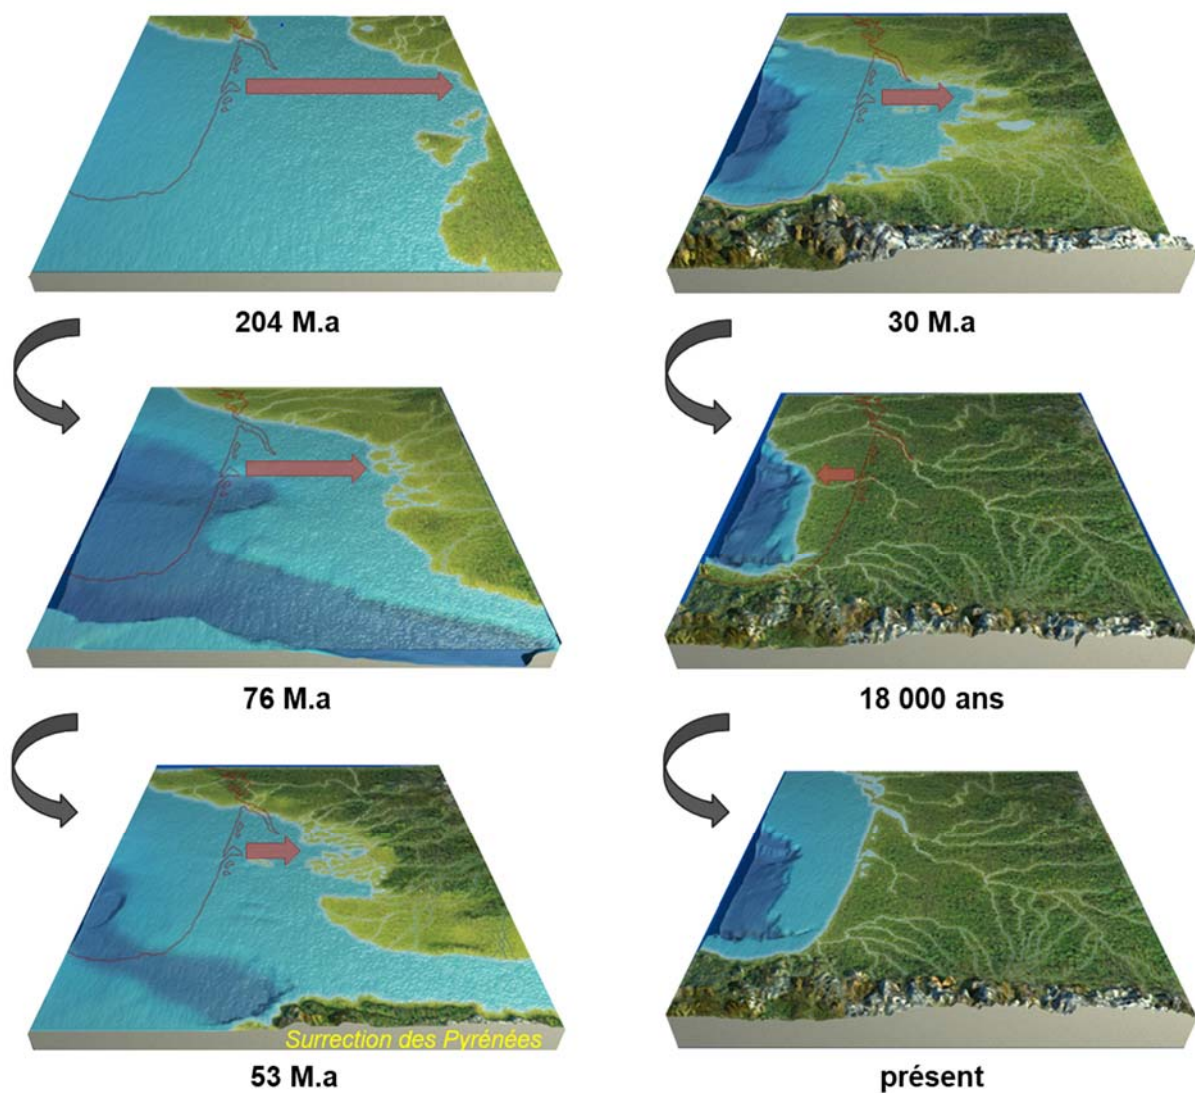 204 M.a
76 M.a
Surrection des Pyrénées
53 M.a
30 M.a
18 000 ans
présent